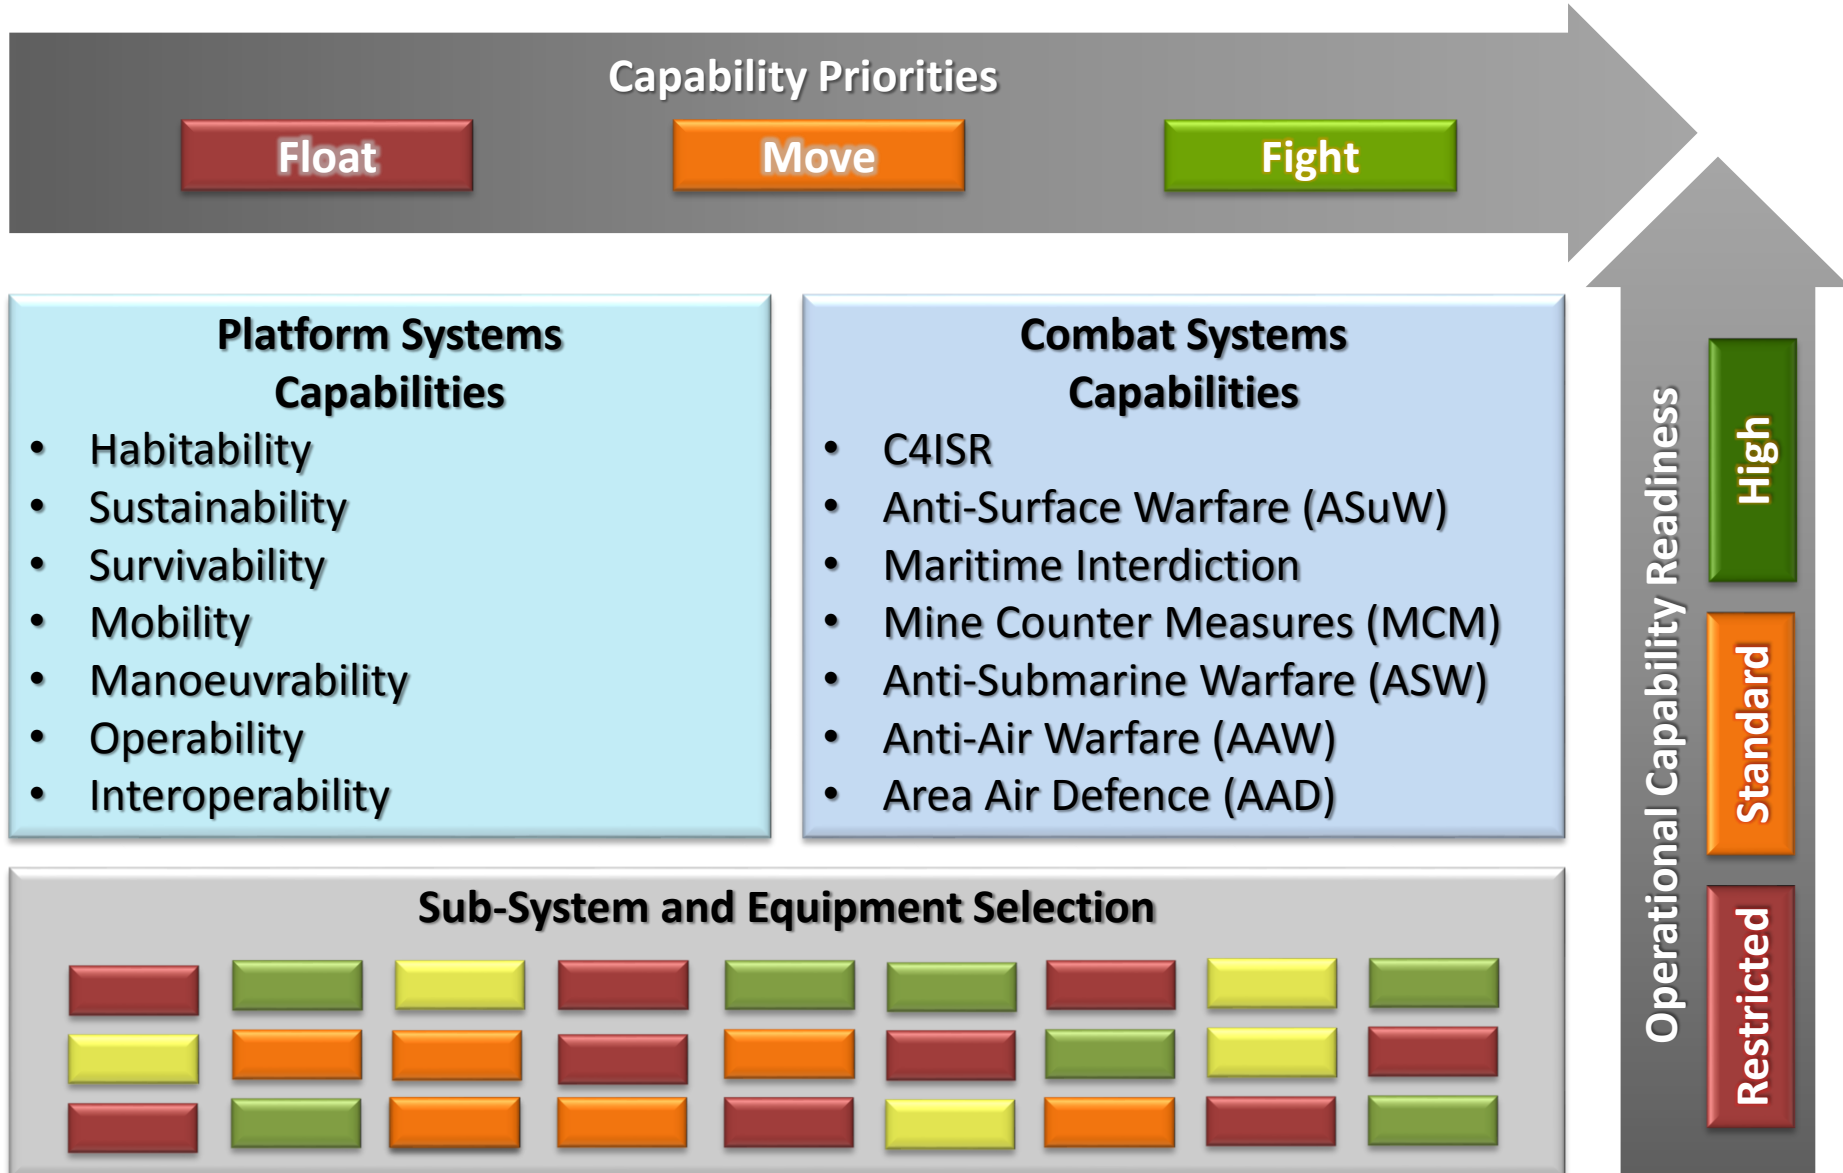 Capability Priorities
Float
Move
Fight
Platform Systems
Capabilities
• Habitability
• Sustainability
• Survivability
• Mobility
• Manoeuvrability
• Operability
• Interoperability
Combat Systems
Capabilities
• C4ISR
• Anti-Surface Warfare (ASuW)
• Maritime Interdiction
• Mine Counter Measures (MCM)
• Anti-Submarine Warfare (ASW)
• Anti-Air Warfare (AAW)
• Area Air Defence (AAD)
Sub-System and Equipment Selection
Operational Capability Readiness
High
Standard
Restricted